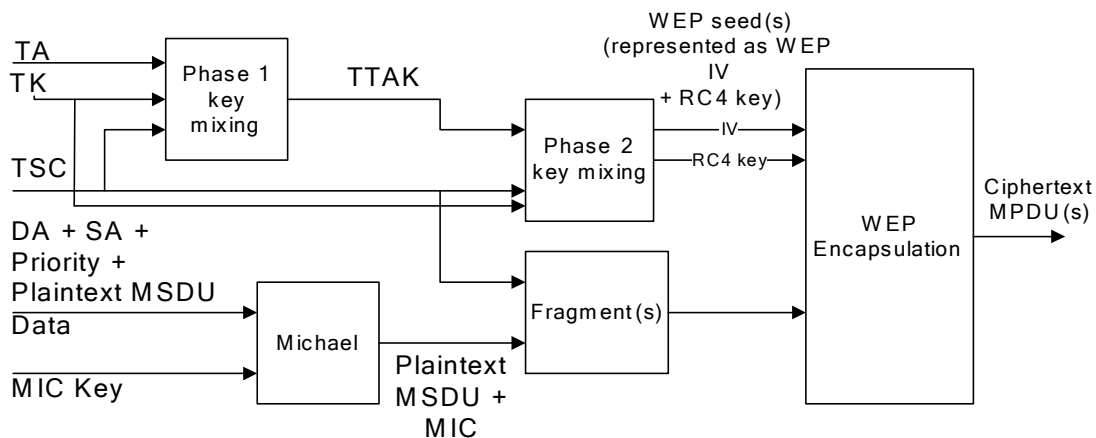 WEP seed(s)
(represented as WEP
IV
+ RC4 key)
TA
TK
Phase 1
key
mixing
TTAK
IV
Phase 2
key mixing
RC4 key
TSC
Ciphertext
MPDU(s)
WEP
Encapsulation
DA + SA +
Priority +
Plaintext MSDU
Data
Fragment(s)
Michael
Plaintext
MSDU +
MIC
MIC Key